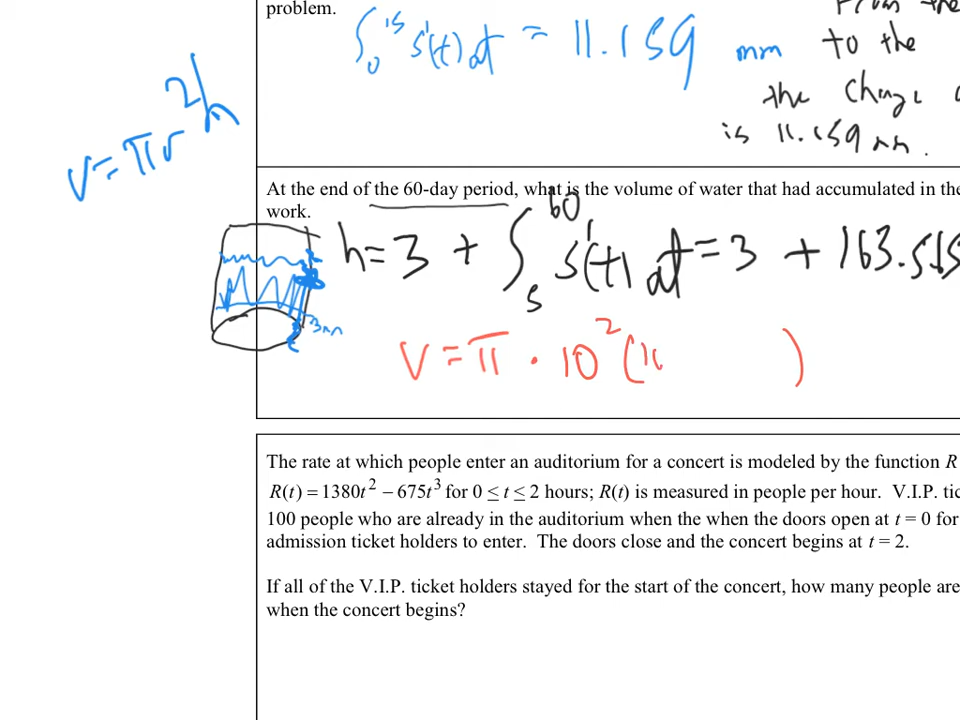 problem.
∫₀¹⁵ s'(t) dt = 11.159 mm
From the
to the
the change
is 11.159 mm.
V = πr²h
At the end of the 60-day period, what is the volume of water that had accumulated in the
work.
h = 3 + ∫₅⁶⁰ s'(t) dt = 3 + 163.515
3mm
V = π · 10² (16 )
The rate at which people enter an auditorium for a concert is modeled by the function R
R(t) = 1380t² – 675t³ for 0 ≤ t ≤ 2 hours; R(t) is measured in people per hour. V.I.P. tic
100 people who are already in the auditorium when the when the doors open at t = 0 for
admission ticket holders to enter. The doors close and the concert begins at t = 2.
If all of the V.I.P. ticket holders stayed for the start of the concert, how many people are
when the concert begins?